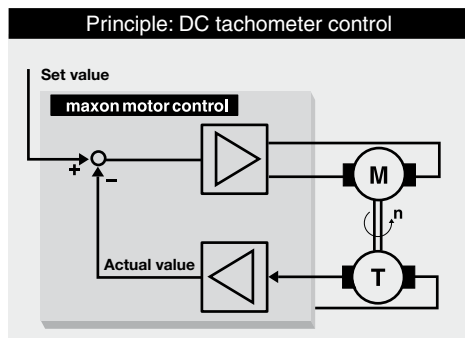 Principle: DC tachometer control
Set value
maxon motor control
+
–
M
n
Actual value
T